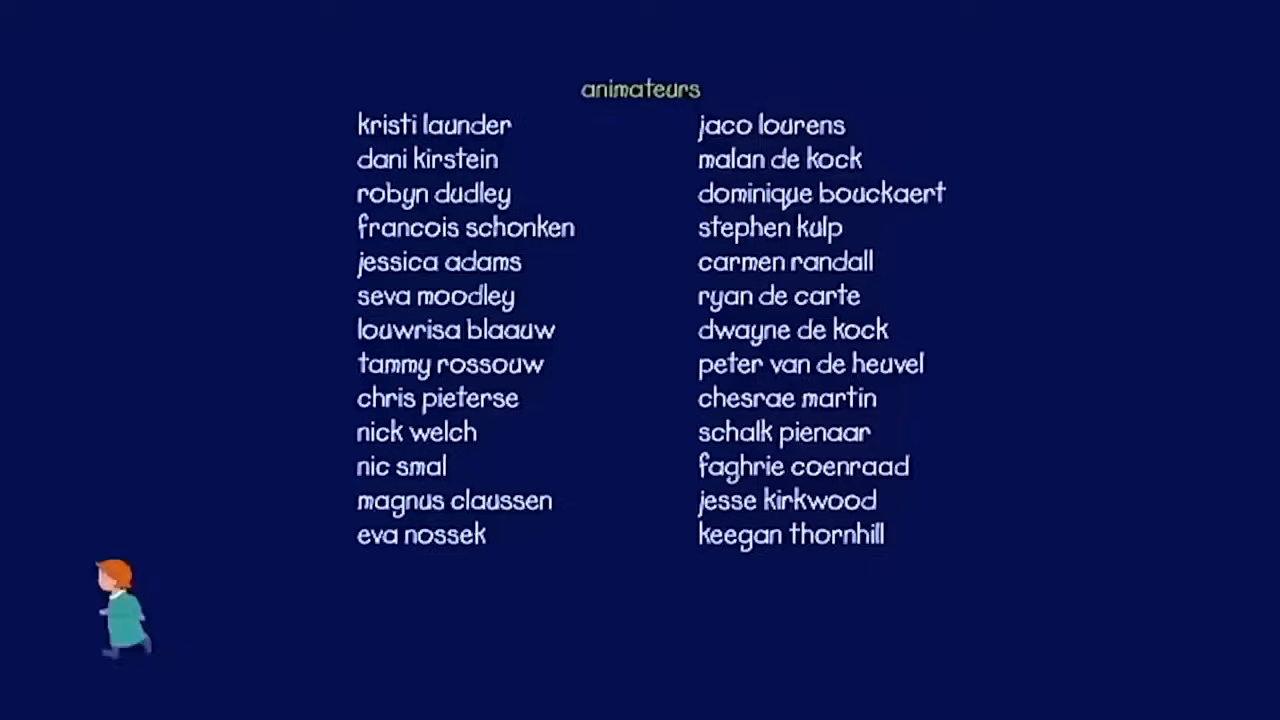 animateurs
kristi launder
dani kirstein
robyn dudley
francois schonken
jessica adams
seva moodley
louwrisa blaauw
tammy rossouw
chris pieterse
nick welch
nic smal
magnus claussen
eva nossek
jaco lourens
malan de kock
dominique bouckaert
stephen kulp
carmen randall
ryan de carte
dwayne de kock
peter van de heuvel
chesrae martin
schalk pienaar
faghrie coenraad
jesse kirkwood
keegan thornhill